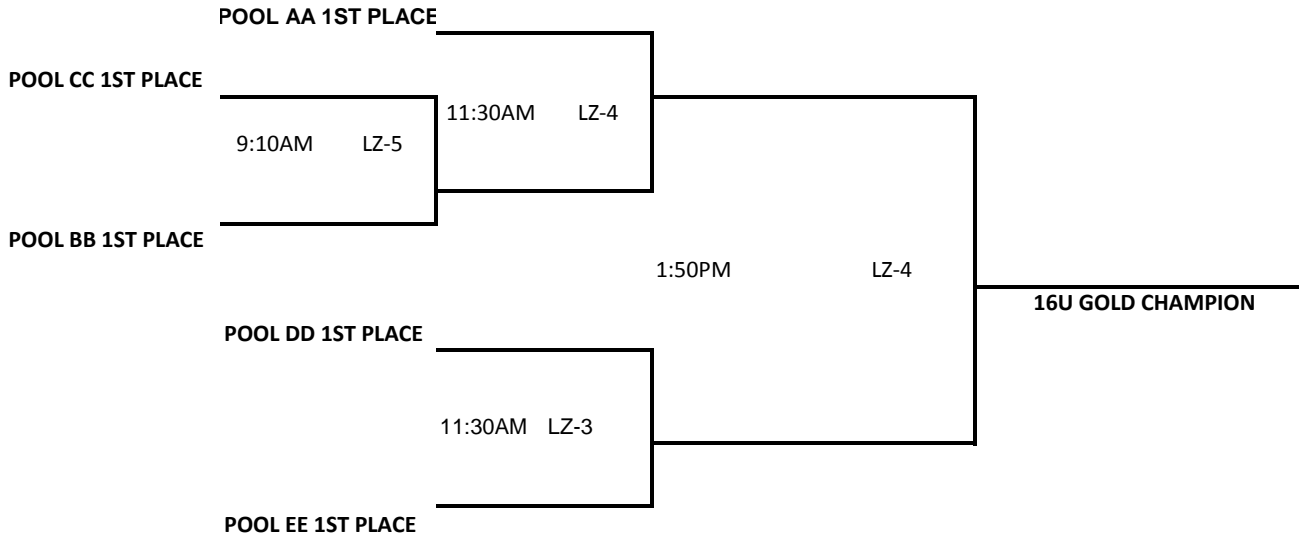 POOL AA 1ST PLACE
POOL CC 1ST PLACE
11:30AM LZ-4
9:10AM LZ-5
POOL BB 1ST PLACE
1:50PM LZ-4
16U GOLD CHAMPION
POOL DD 1ST PLACE
11:30AM LZ-3
POOL EE 1ST PLACE